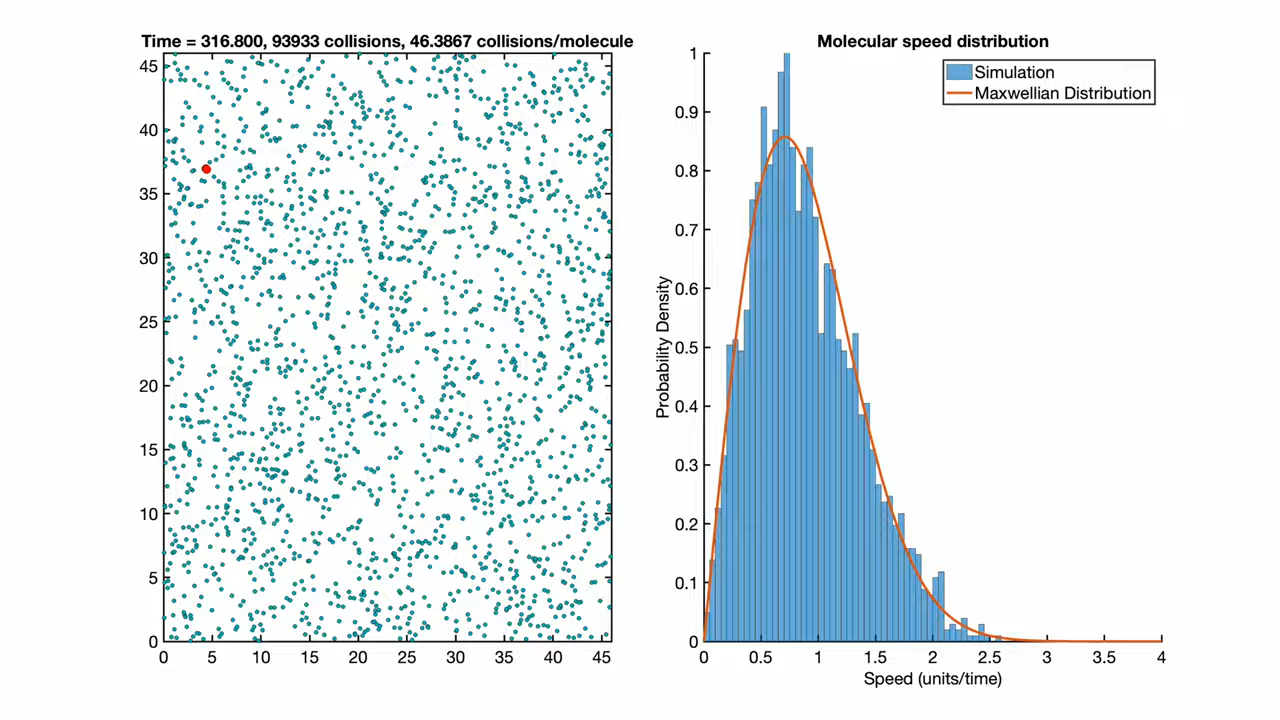 Time = 316.800, 93933 collisions, 46.3867 collisions/molecule
45
40
35
30
25
20
15
10
5
0
0 5 10 15 20 25 30 35 40 45
Molecular speed distribution
Simulation
Maxwellian Distribution
1
0.9
0.8
0.7
0.6
0.5
0.4
0.3
0.2
0.1
0
Probability Density
0 0.5 1 1.5 2 2.5 3 3.5 4
Speed (units/time)